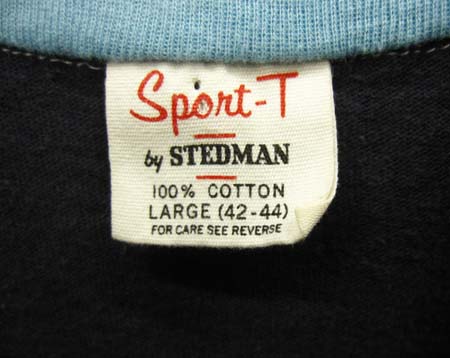 Sport-T
by STEDMAN
100% COTTON
LARGE (42-44)
FOR CARE SEE REVERSE